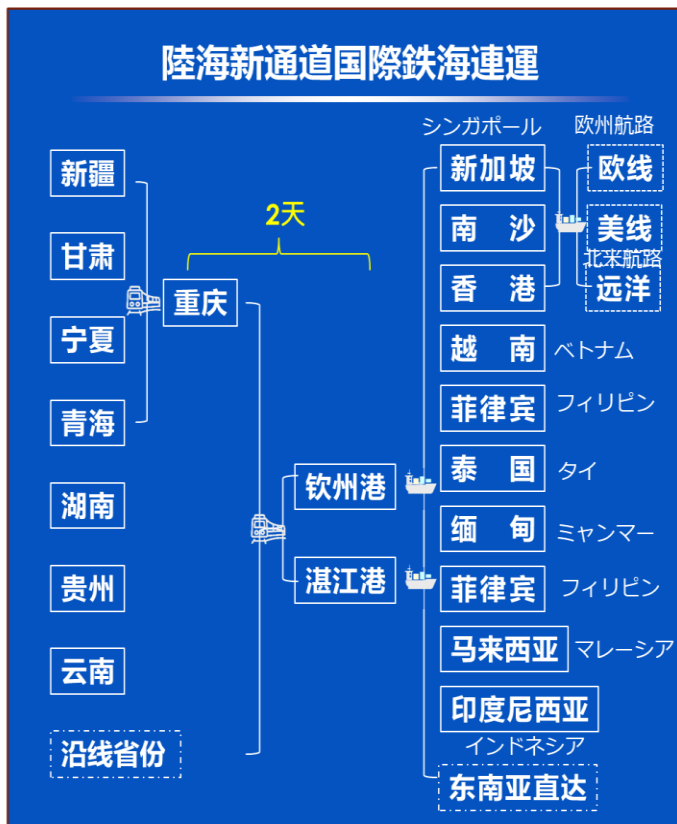 陸海新通道国際鉄海連運
新疆
甘肃
宁夏
青海
湖南
贵州
云南
沿线省份
重庆
2天
钦州港
湛江港
シンガポール
新加坡
南沙
香港
越南
ベトナム
菲律宾
フィリピン
泰国
タイ
缅甸
ミャンマー
菲律宾
フィリピン
马来西亚
マレーシア
印度尼西亚
インドネシア
东南亚直达
欧州航路
欧线
美线
北米航路
远洋